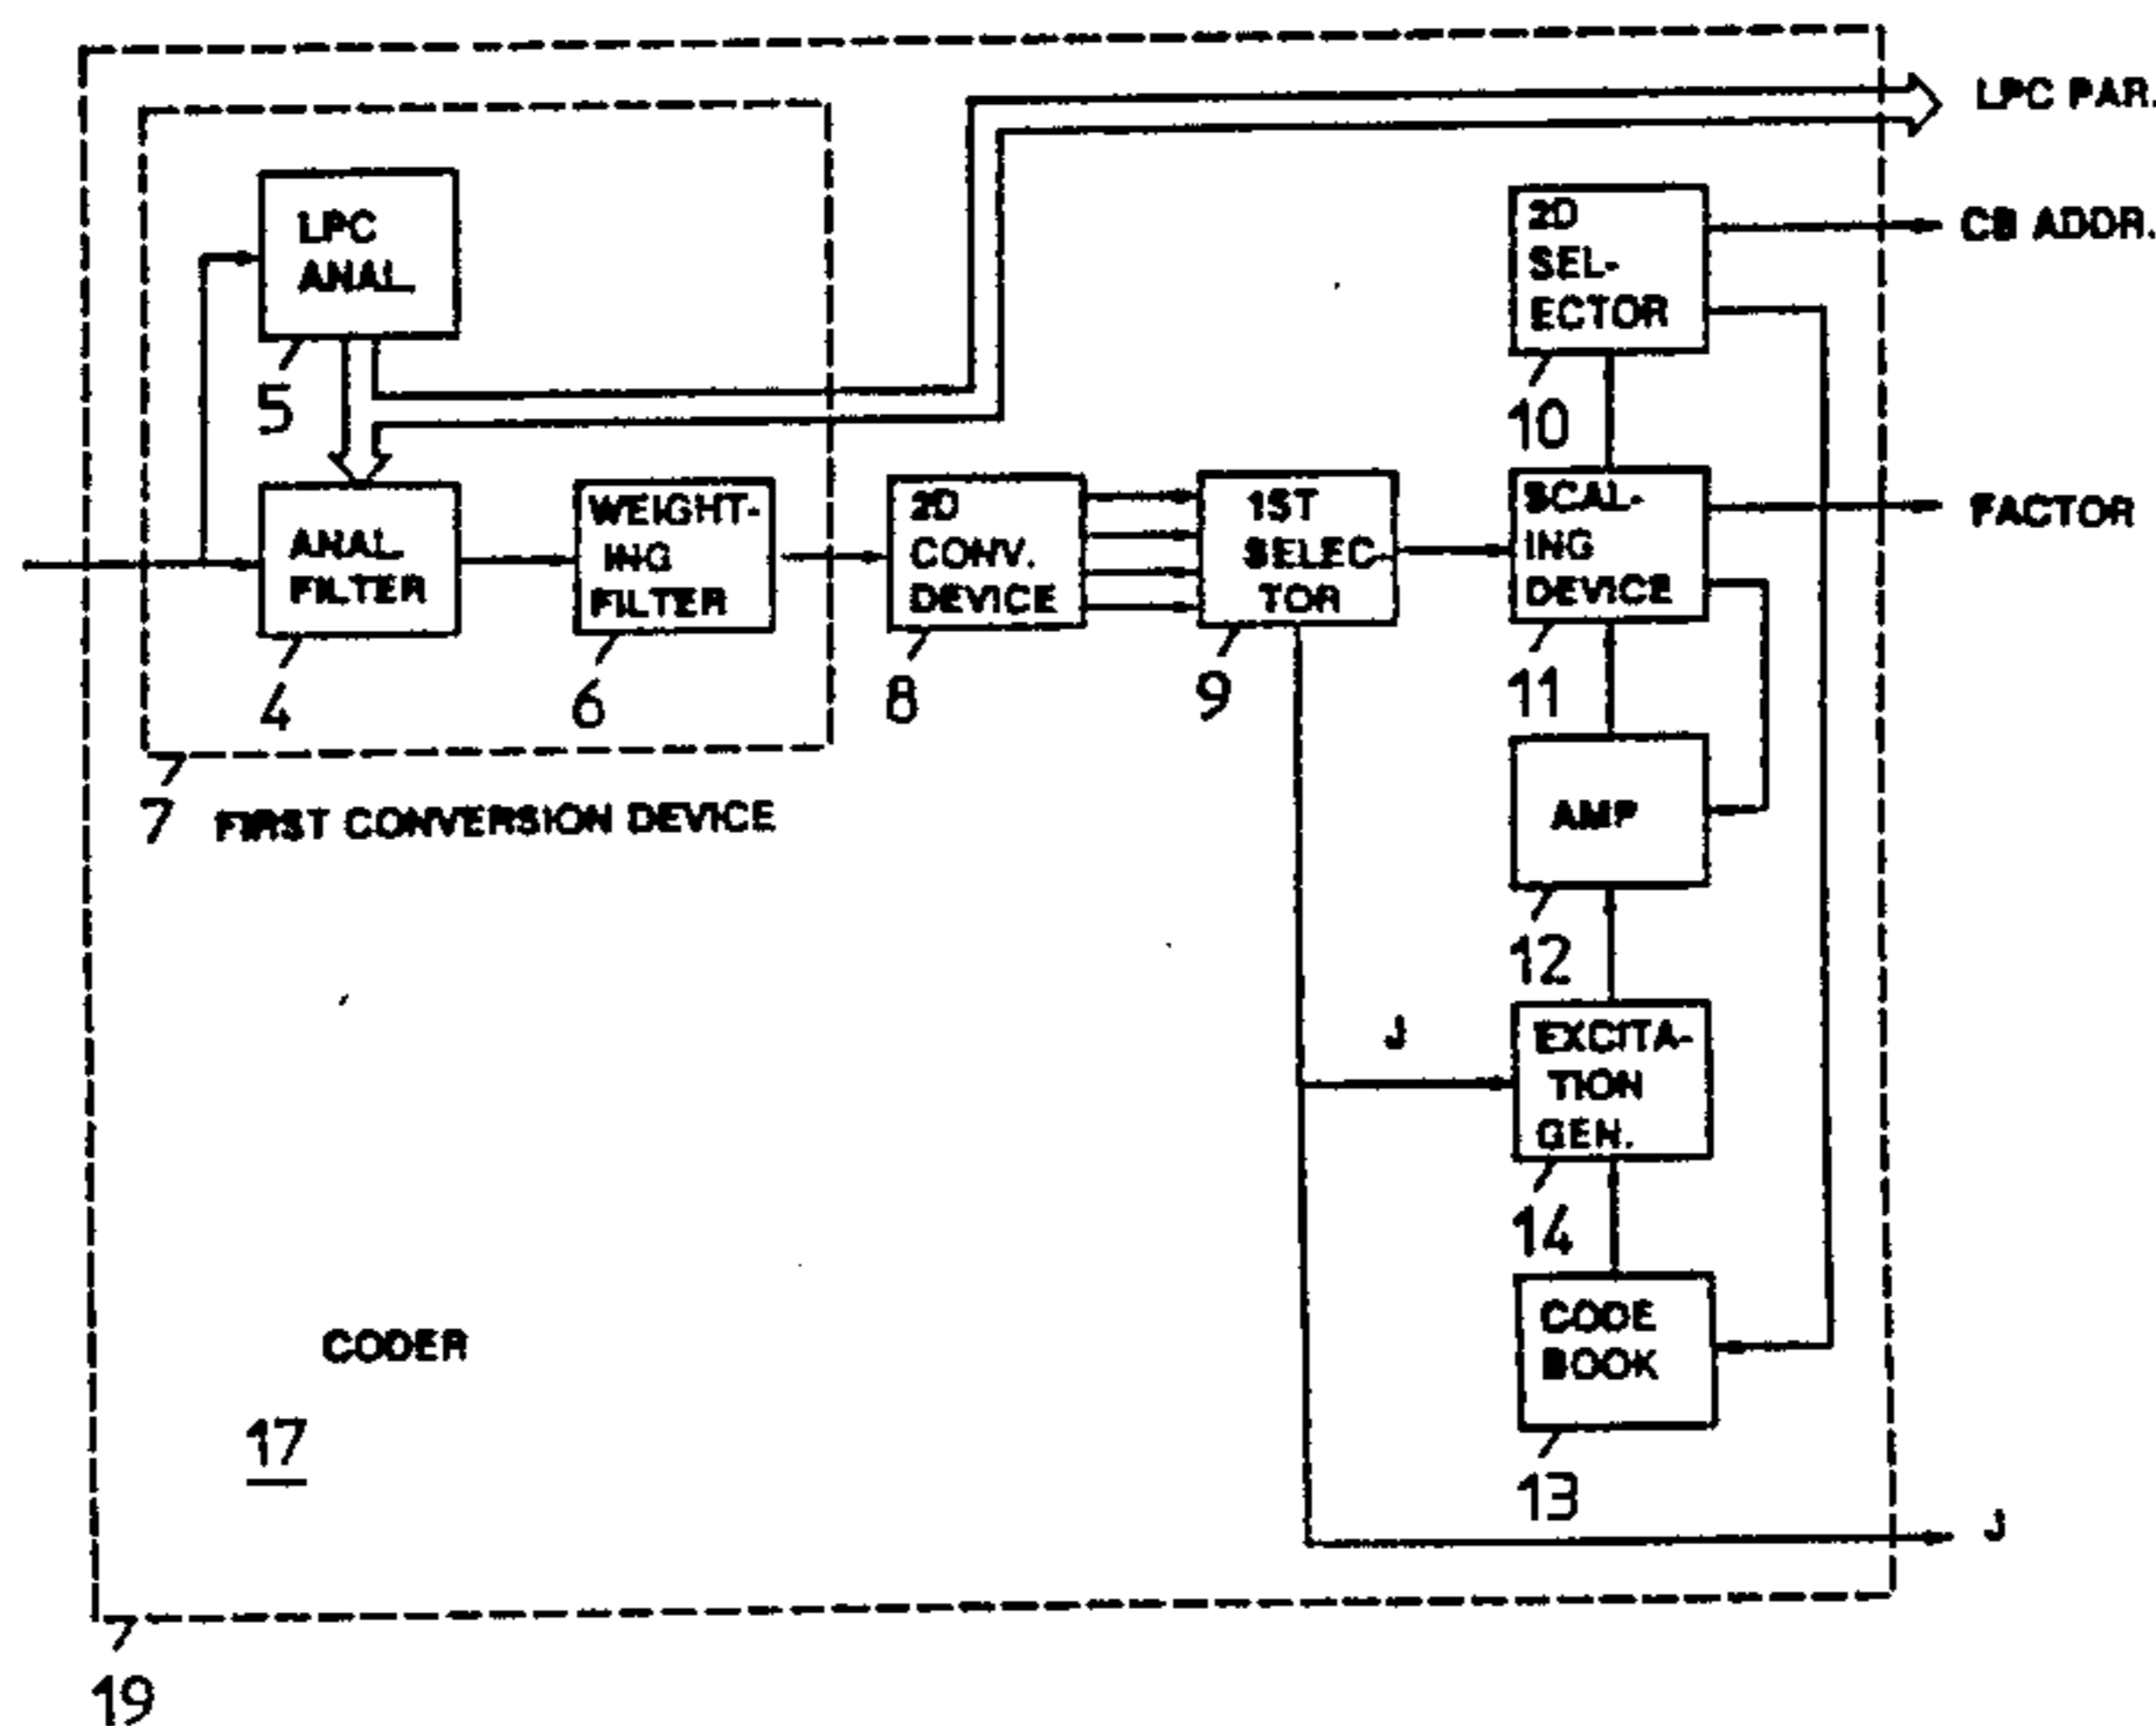 LPC PAR.
LPC
ANAL.
5
2D
SEL-
ECTOR
CB ADDR.
10
ANAL.
FILTER
4
WEIGHT-
ING
FILTER
6
2D
CONV.
DEVICE
8
1ST
SELEC-
TOR
9
SCAL-
ING
DEVICE
FACTOR
11
7
FIRST CONVERSION DEVICE
AMP
12
J
EXCITA-
TION
GEN.
14
CODE
BOOK
13
CODER
17
J
19